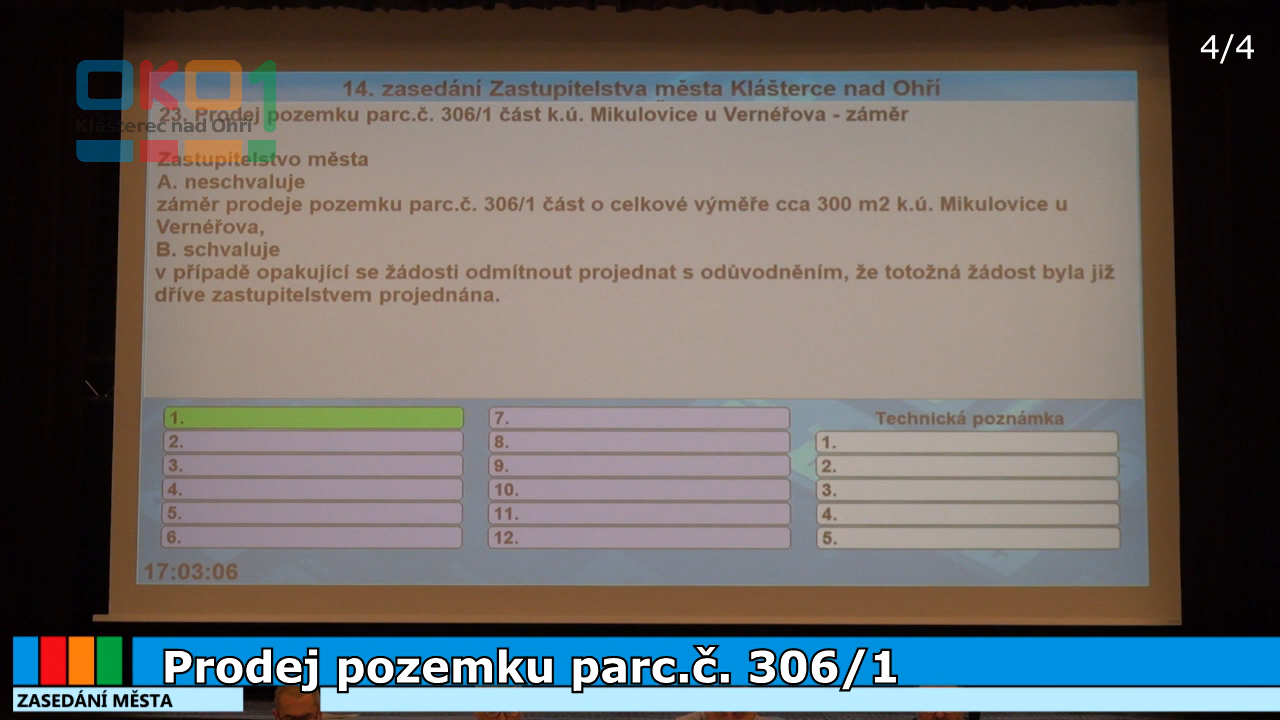 4/4
OKO1
Klášterec nad Ohří
14. zasedání Zastupitelstva města Klášterce nad Ohří
23. Prodej pozemku parc.č. 306/1 část k.ú. Mikulovice u Vernéřova - záměr
Zastupitelstvo města
A. neschvaluje
záměr prodeje pozemku parc.č. 306/1 část o celkové výměře cca 300 m2 k.ú. Mikulovice u
Vernéřova,
B. schvaluje
v případě opakující se žádosti odmítnout projednat s odůvodněním, že totožná žádost byla již
dříve zastupitelstvem projednána.
1.
2.
3.
4.
5.
6.
7.
8.
9.
10.
11.
12.
Technická poznámka
1.
2.
3.
4.
5.
17:03:06
Prodej pozemku parc.č. 306/1
ZASEDÁNÍ MĚSTA